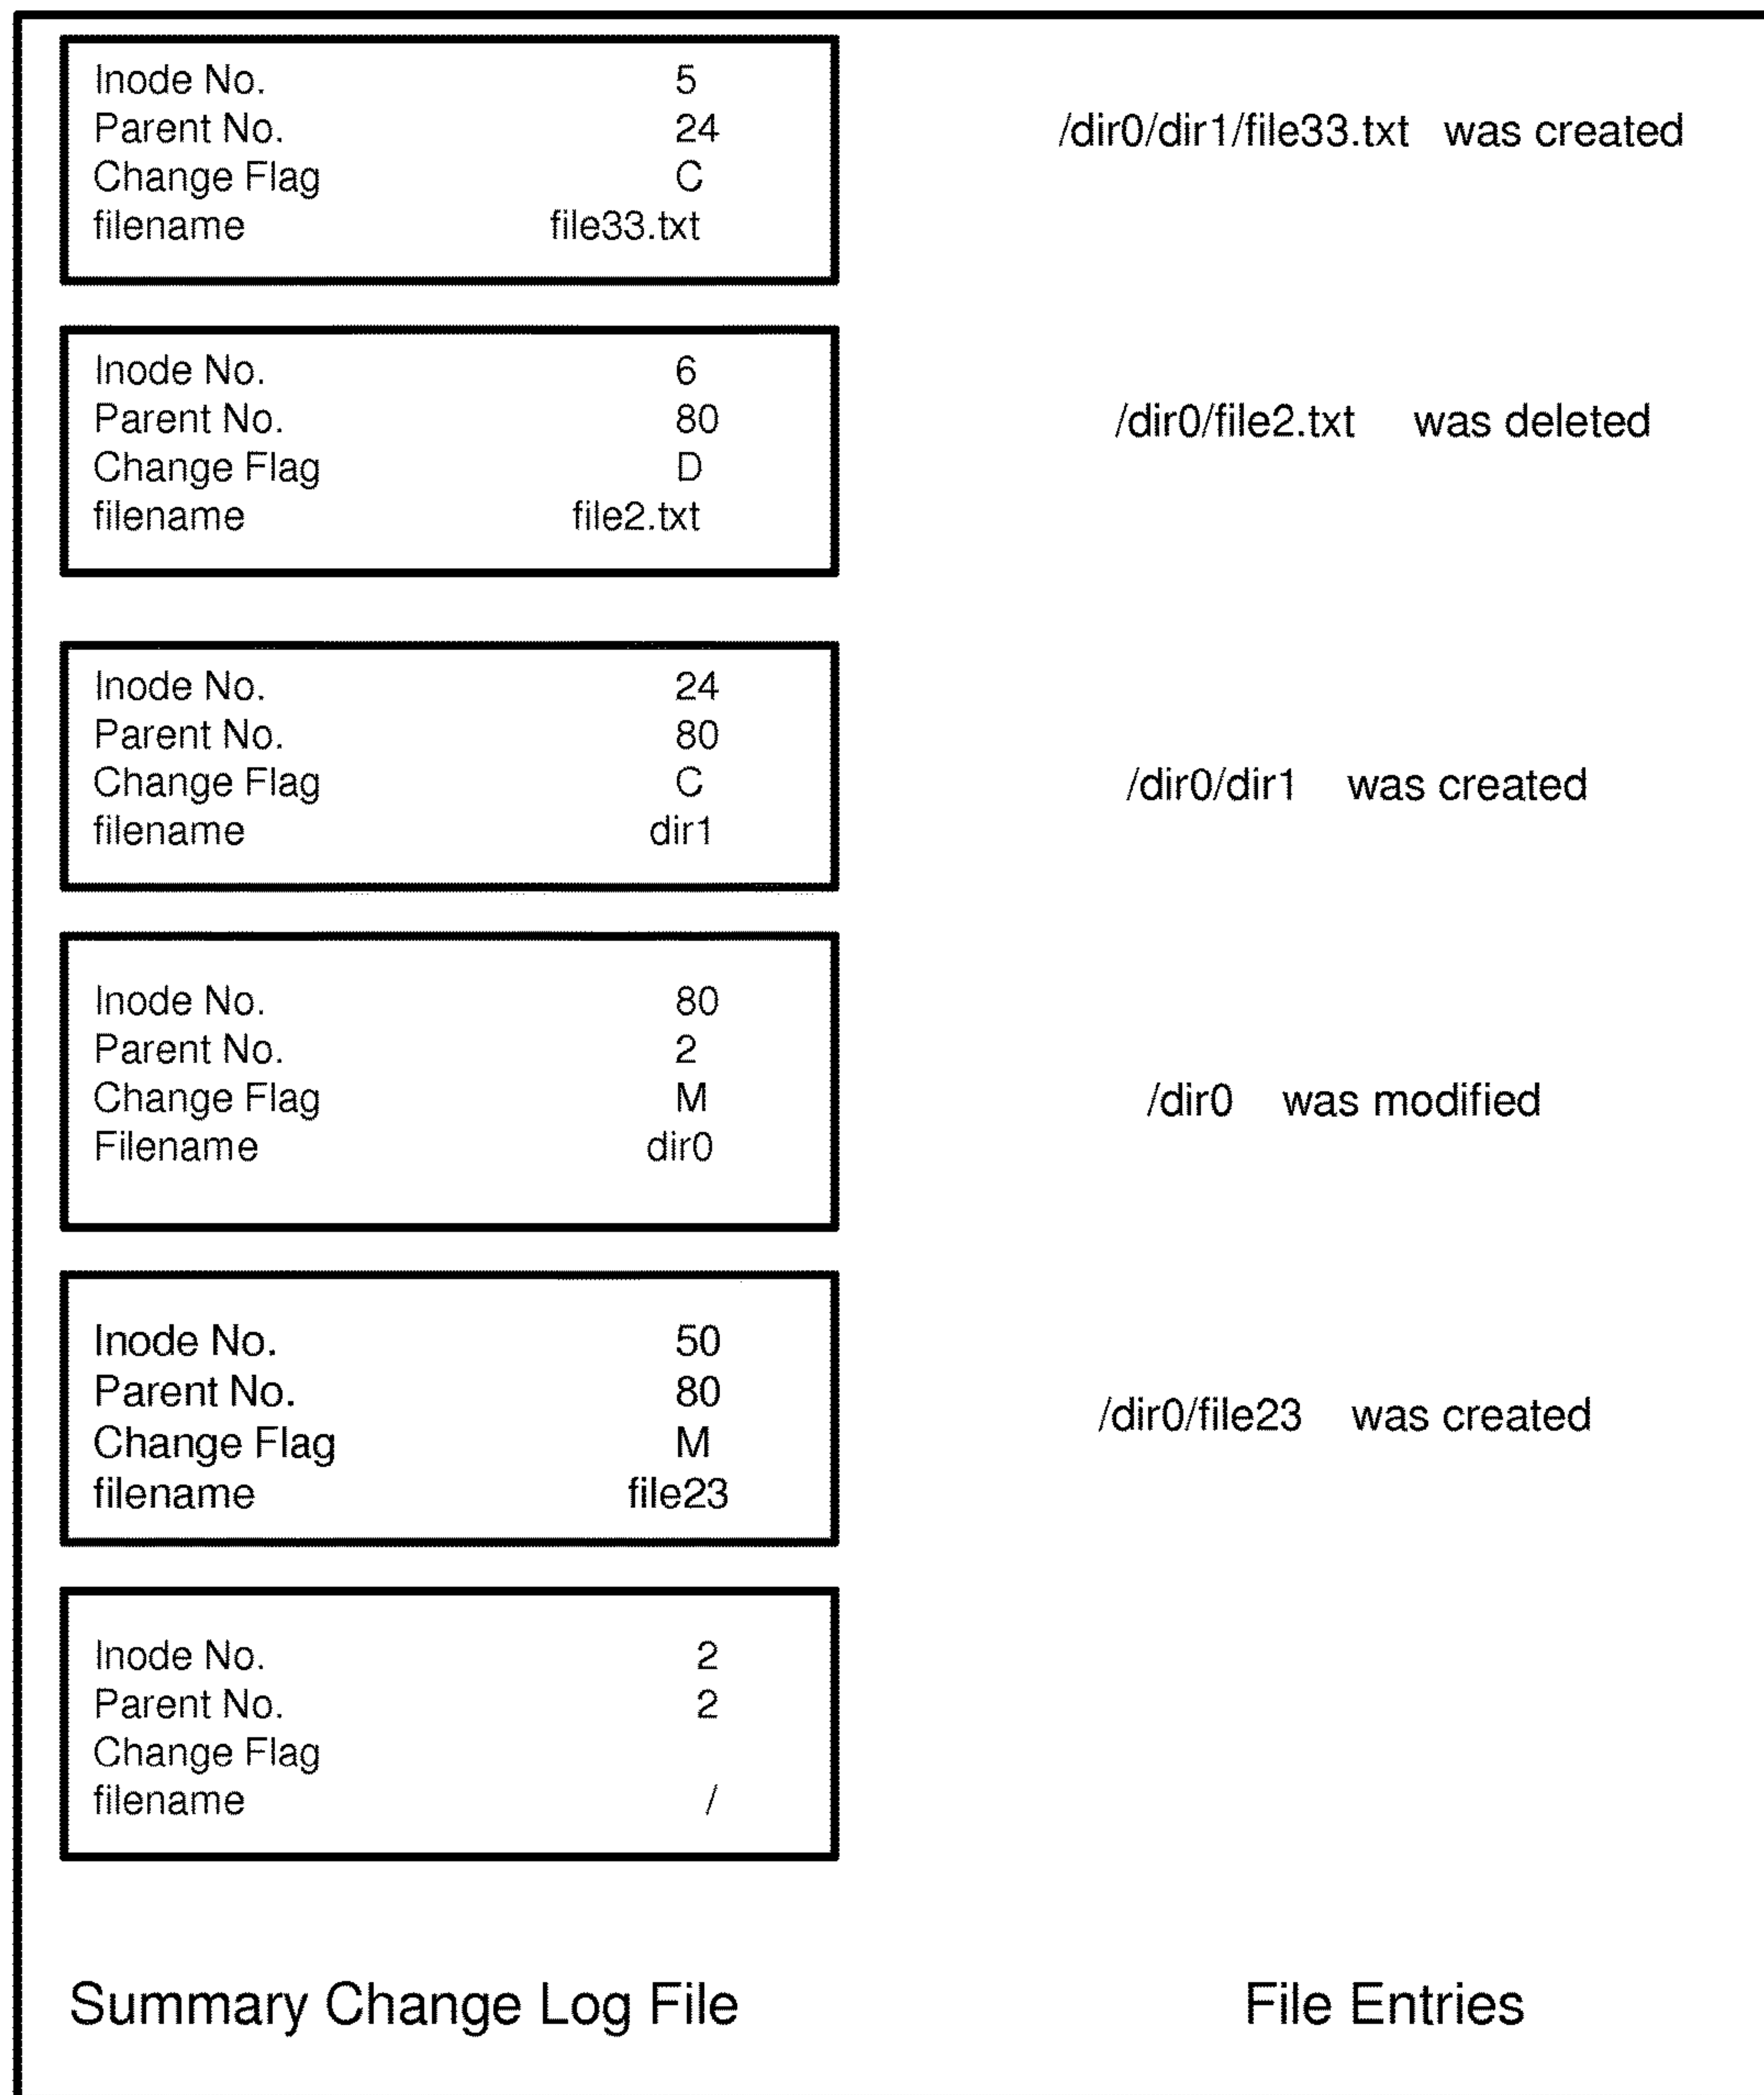 Inode No. 5
Parent No. 24
Change Flag C
filename file33.txt
/dir0/dir1/file33.txt was created
Inode No. 6
Parent No. 80
Change Flag D
filename file2.txt
/dir0/file2.txt was deleted
Inode No. 24
Parent No. 80
Change Flag C
filename dir1
/dir0/dir1 was created
Inode No. 80
Parent No. 2
Change Flag M
Filename dir0
/dir0 was modified
Inode No. 50
Parent No. 80
Change Flag M
filename file23
/dir0/file23 was created
Inode No. 2
Parent No. 2
Change Flag
filename /
Summary Change Log File
File Entries